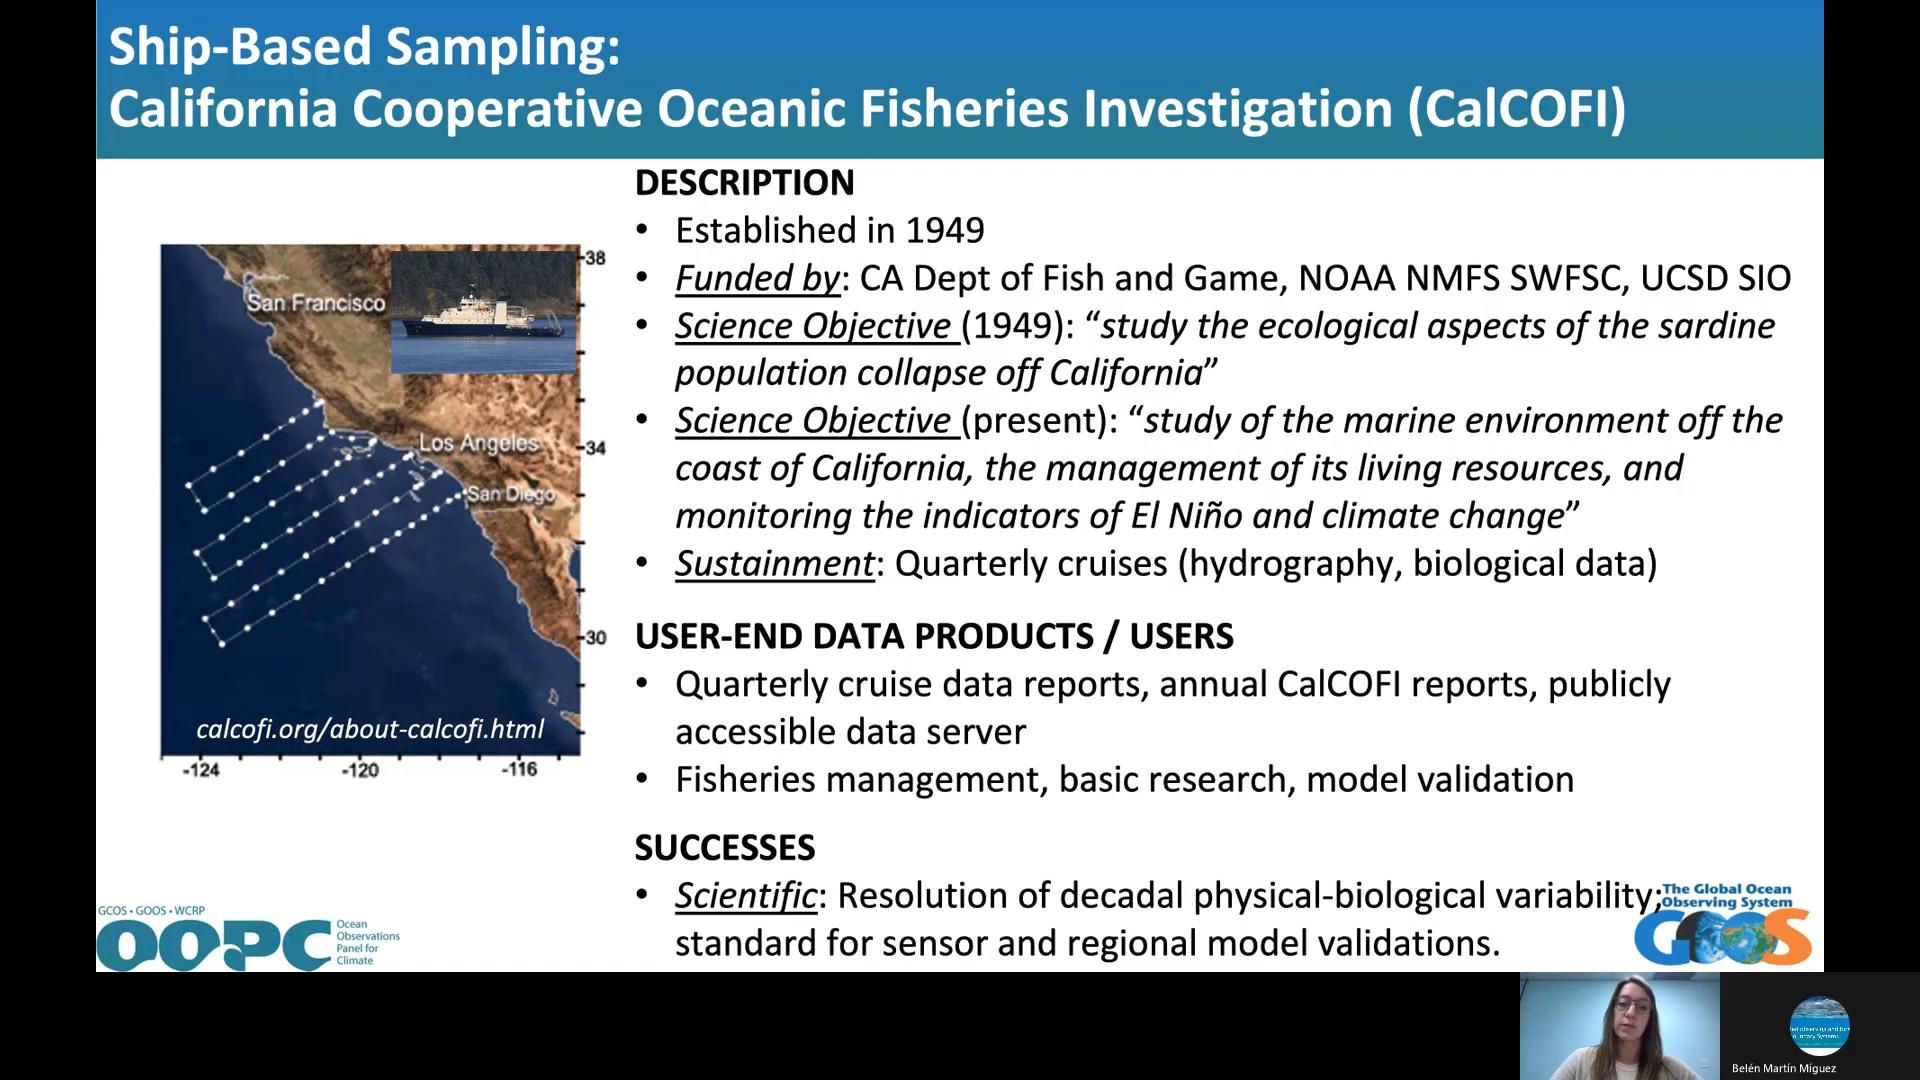 Ship-Based Sampling:
California Cooperative Oceanic Fisheries Investigation (CalCOFI)
San Francisco
Los Angeles
San Diego
38
34
30
-124
-120
-116
calcofi.org/about-calcofi.html
DESCRIPTION
• Established in 1949
• Funded by: CA Dept of Fish and Game, NOAA NMFS SWFSC, UCSD SIO
• Science Objective (1949): “study the ecological aspects of the sardine
population collapse off California”
• Science Objective (present): “study of the marine environment off the
coast of California, the management of its living resources, and
monitoring the indicators of El Niño and climate change”
• Sustainment: Quarterly cruises (hydrography, biological data)
USER-END DATA PRODUCTS / USERS
• Quarterly cruise data reports, annual CalCOFI reports, publicly
accessible data server
• Fisheries management, basic research, model validation
SUCCESSES
• Scientific: Resolution of decadal physical-biological variability;
standard for sensor and regional model validations.
GCOS • GOOS • WCRP
OOPC
Ocean
Observations
Panel for
Climate
The Global Ocean
Observing System
GOOS
Belén Martín Míguez